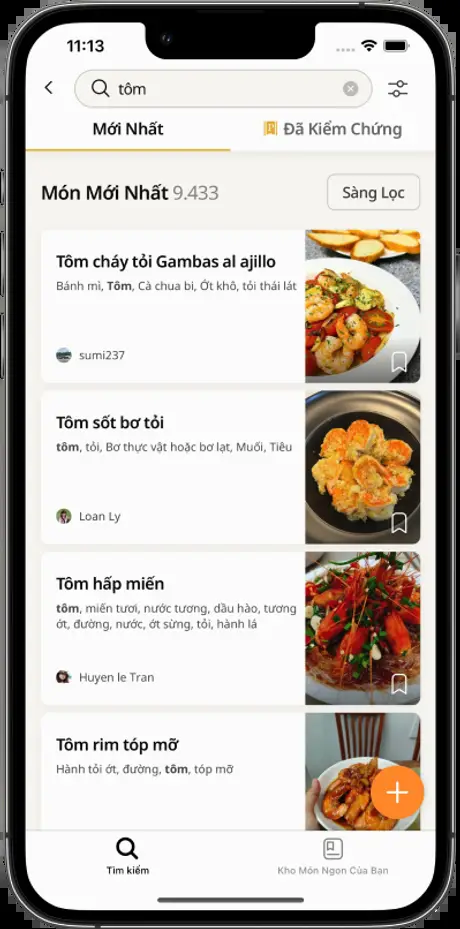 11:13
tôm
Mới Nhất
Đã Kiểm Chứng
Món Mới Nhất 9.433
Sàng Lọc
Tôm cháy tỏi Gambas al ajillo
Bánh mì, Tôm, Cà chua bi, Ớt khô, tỏi thái lát
sumi237
Tôm sốt bơ tỏi
tôm, tỏi, Bơ thực vật hoặc bơ lạt, Muối, Tiêu
Loan Ly
Tôm hấp miến
tôm, miến tươi, nước tương, dầu hào, tương
ớt, đường, nước, ớt sừng, tỏi, hành lá
Huyen le Tran
Tôm rim tóp mỡ
Hành tỏi ớt, đường, tôm, tóp mỡ
Tìm kiếm
Kho Món Ngon Của Bạn